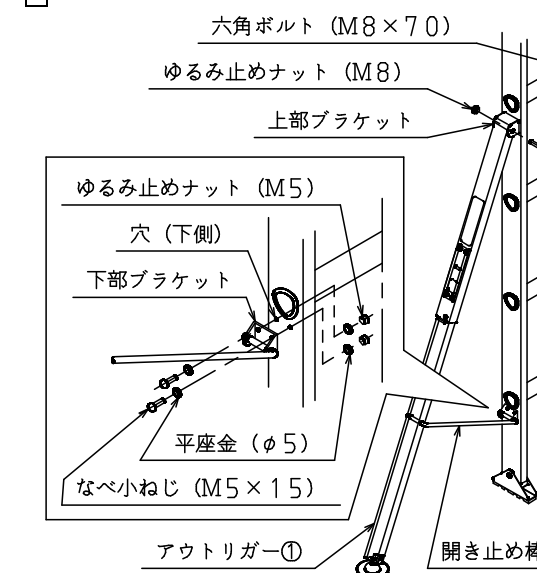 六角ボルト（M8×70）
ゆるみ止めナット（M8）
上部ブラケット
ゆるみ止めナット（M5）
穴（下側）
下部ブラケット
平座金（φ5）
なべ小ねじ（M5×15）
アウトリガー①
開き止め棒